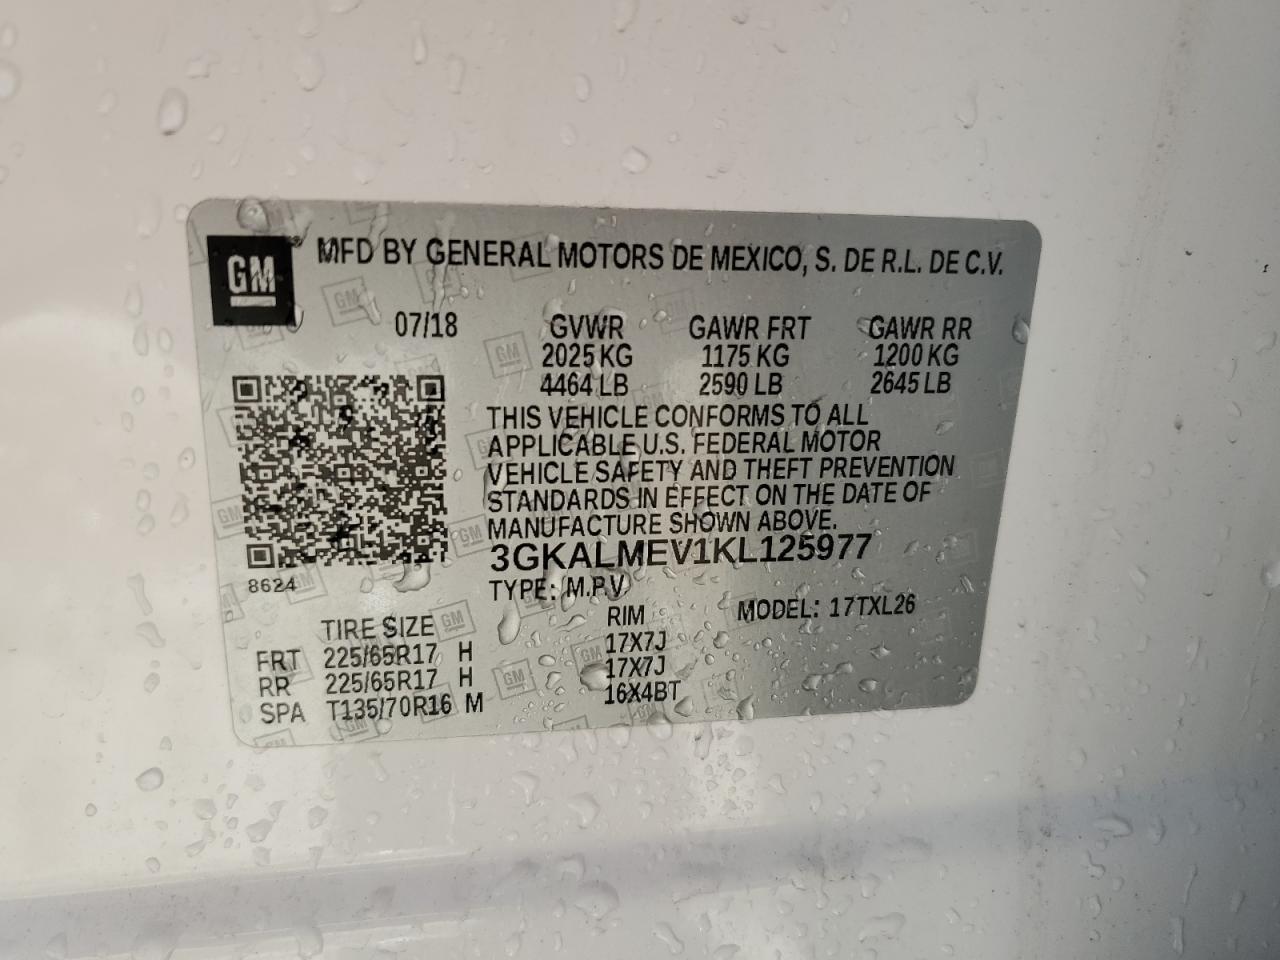 GM
MFD BY GENERAL MOTORS DE MEXICO, S. DE R.L. DE C.V.
07/18 GVWR GAWR FRT GAWR RR
2025 KG 1175 KG 1200 KG
4464 LB 2590 LB 2645 LB
THIS VEHICLE CONFORMS TO ALL
APPLICABLE U.S. FEDERAL MOTOR
VEHICLE SAFETY AND THEFT PREVENTION
STANDARDS IN EFFECT ON THE DATE OF
MANUFACTURE SHOWN ABOVE.
3GKALMEV1KL125977
8624
TYPE: M.P.V.
MODEL: 17TXL26
TIRE SIZE RIM
FRT 225/65R17 H 17X7J
RR 225/65R17 H 17X7J
SPA T135/70R16 M 16X4BT